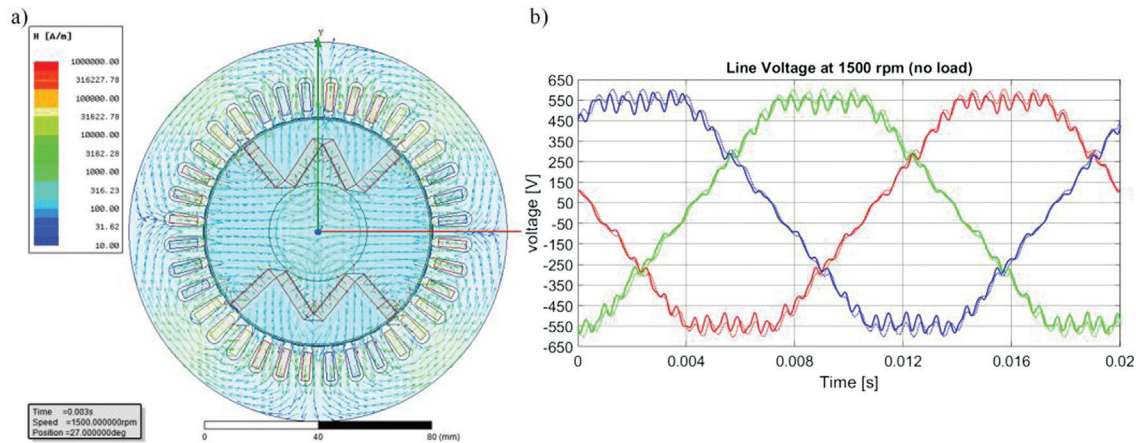 a)
H [A/m]
1000000.00
316227.78
100000.00
31622.78
10000.00
3162.28
1000.00
316.23
100.00
31.62
10.00
Y
Time =0.003s
Speed =1500.000000rpm
Position =27.000000deg
0 40 80 (mm)
b)
Line Voltage at 1500 rpm (no load)
voltage [V]
650
550
450
350
250
150
50
-50
-150
-250
-350
-450
-550
-650
0 0.004 0.008 0.012 0.016 0.02
Time [s]